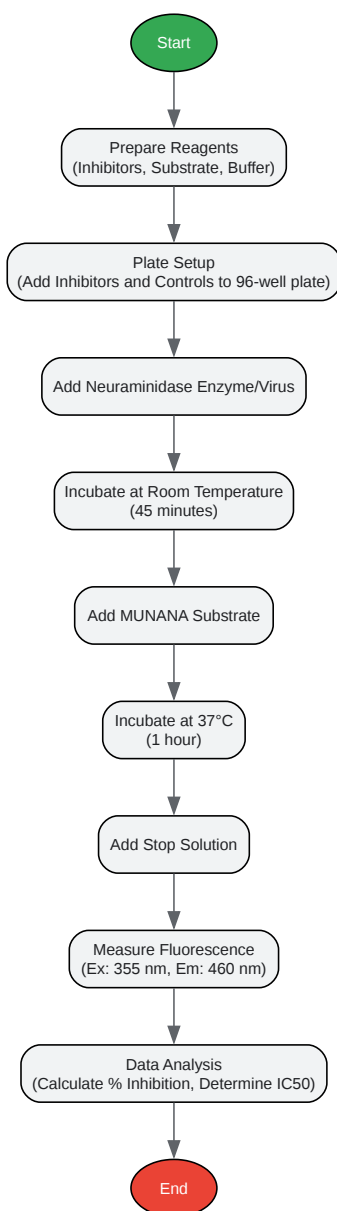 Start
Prepare Reagents
(Inhibitors, Substrate, Buffer)
Plate Setup
(Add Inhibitors and Controls to 96-well plate)
Add Neuraminidase Enzyme/Virus
Incubate at Room Temperature
(45 minutes)
Add MUNANA Substrate
Incubate at 37°C
(1 hour)
Add Stop Solution
Measure Fluorescence
(Ex: 355 nm, Em: 460 nm)
Data Analysis
(Calculate % Inhibition, Determine IC50)
End